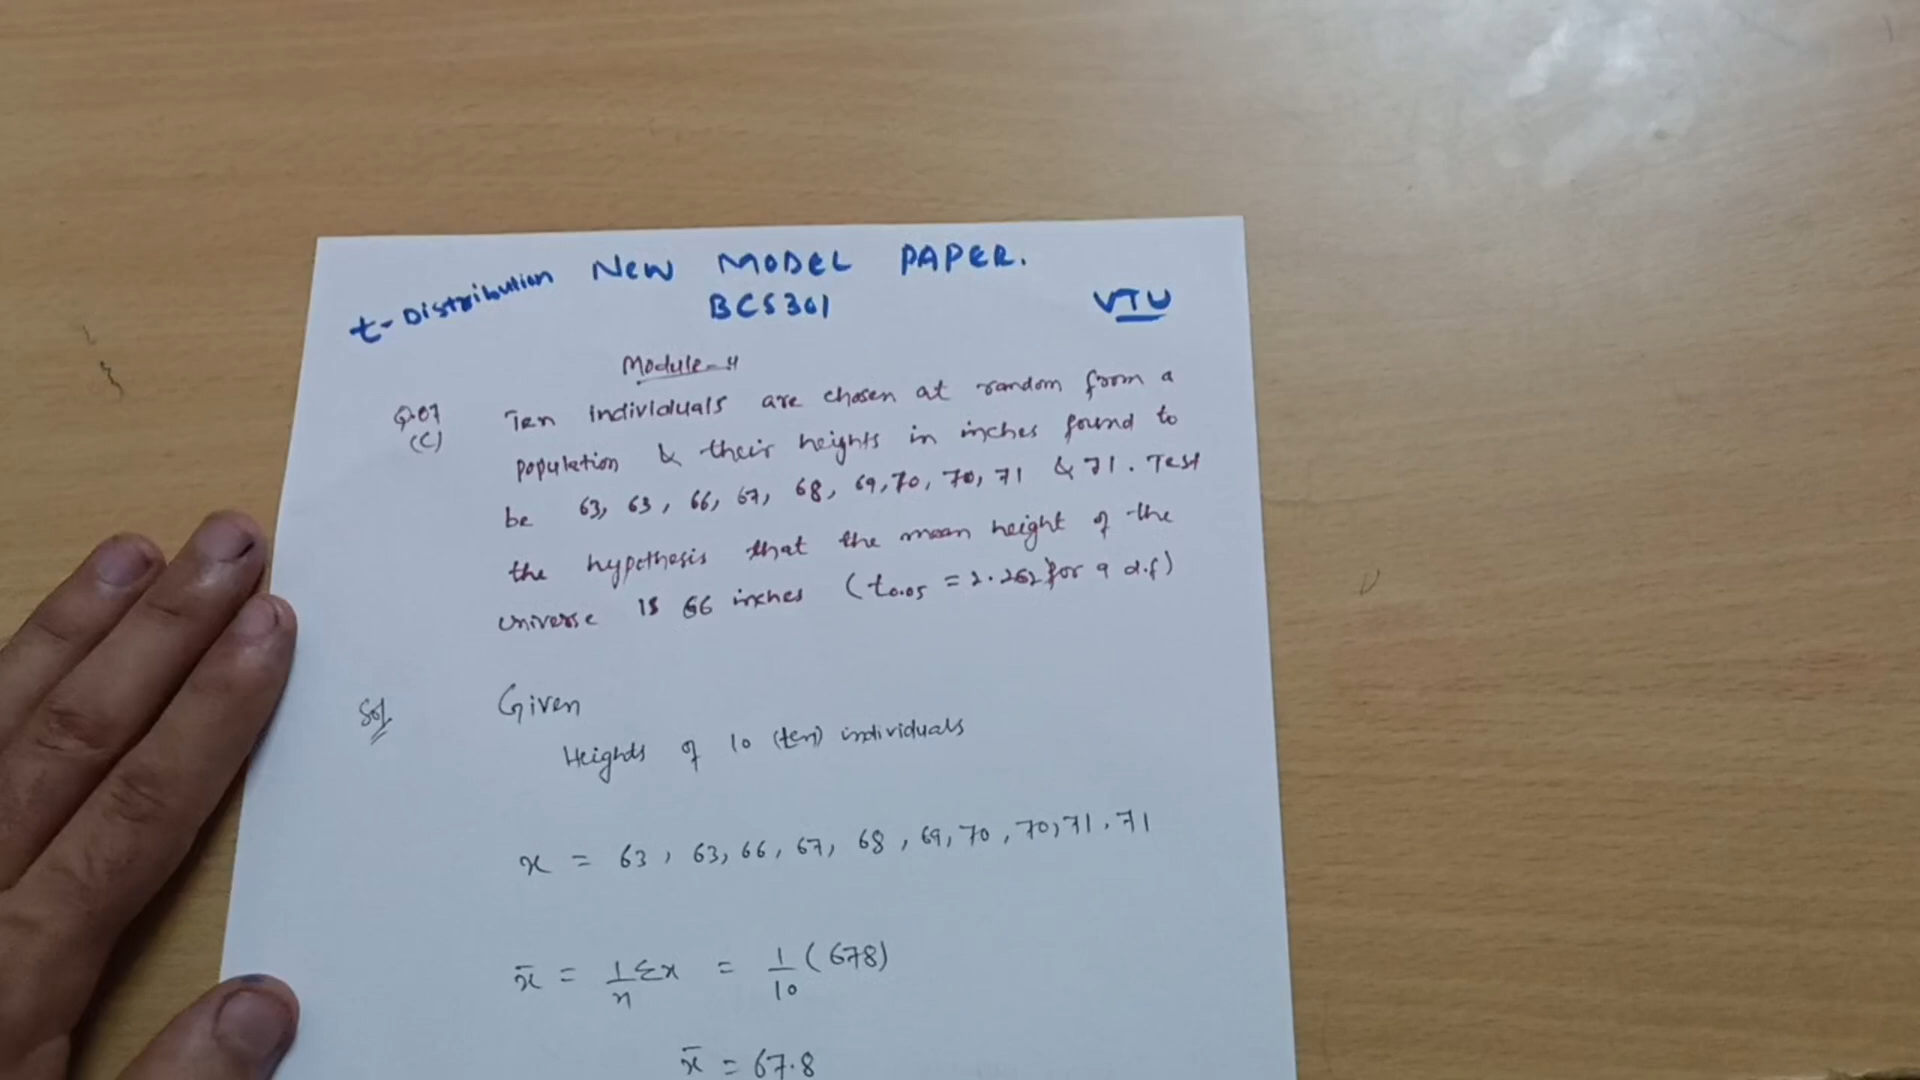 t-Distribution NEW MODEL PAPER.
BCS301 VTU
Module-4
Q.07 Ten individuals are chosen at random from a
(C) population & their heights in inches found to
be 63, 63, 66, 67, 68, 69, 70, 70, 71 & 71. Test
the hypothesis that the mean height of the
universe is 66 inches (t0.05 = 2.262 for 9 d.f)
Sol Given
Heights of 10 (ten) individuals
x = 63, 63, 66, 67, 68, 69, 70, 70, 71, 71
x̄ = 1/n Σx = 1/10 (678)
x̄ = 67.8